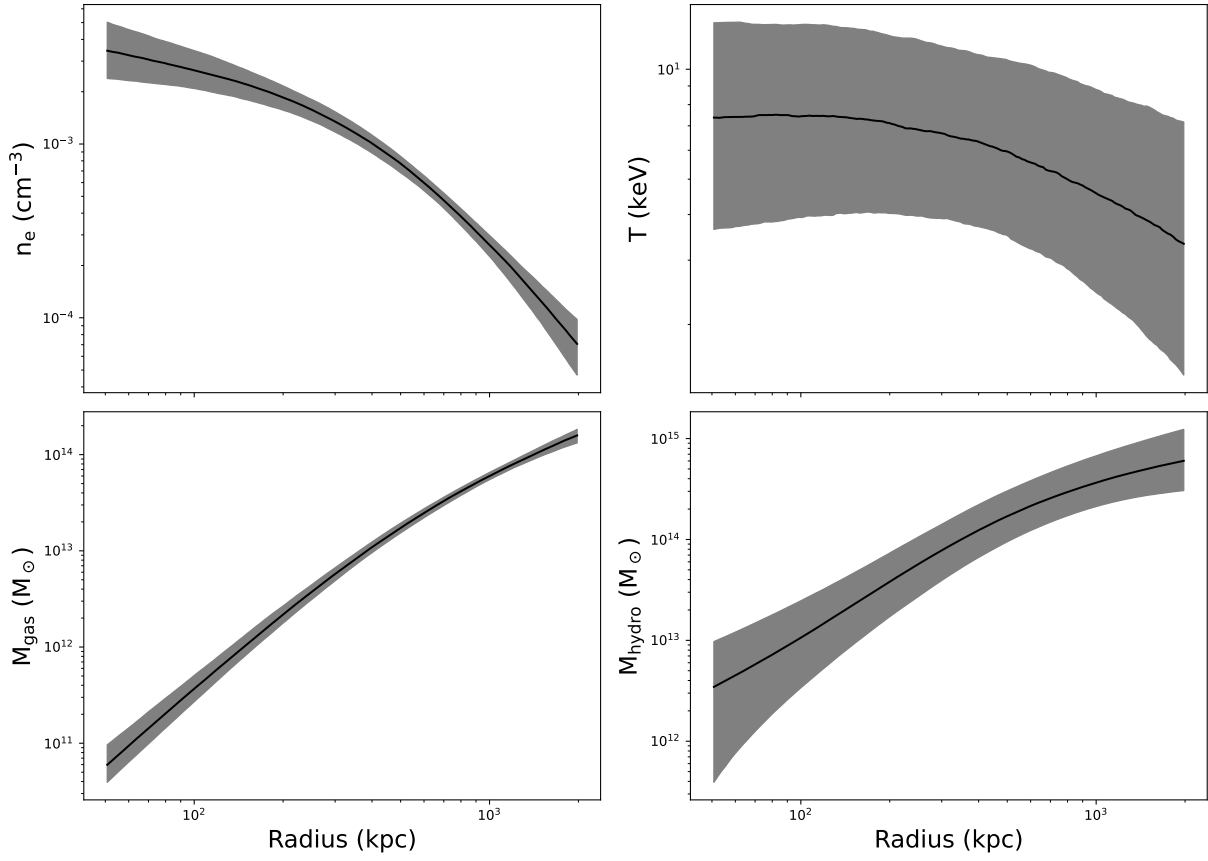 10⁻³
10⁻⁴
nₑ (cm⁻³)
10¹
T (keV)
10¹⁴
10¹³
10¹²
10¹¹
M_gas (M_⊙)
10²
10³
Radius (kpc)
10¹⁵
10¹⁴
10¹³
10¹²
M_hydro (M_⊙)
10²
10³
Radius (kpc)